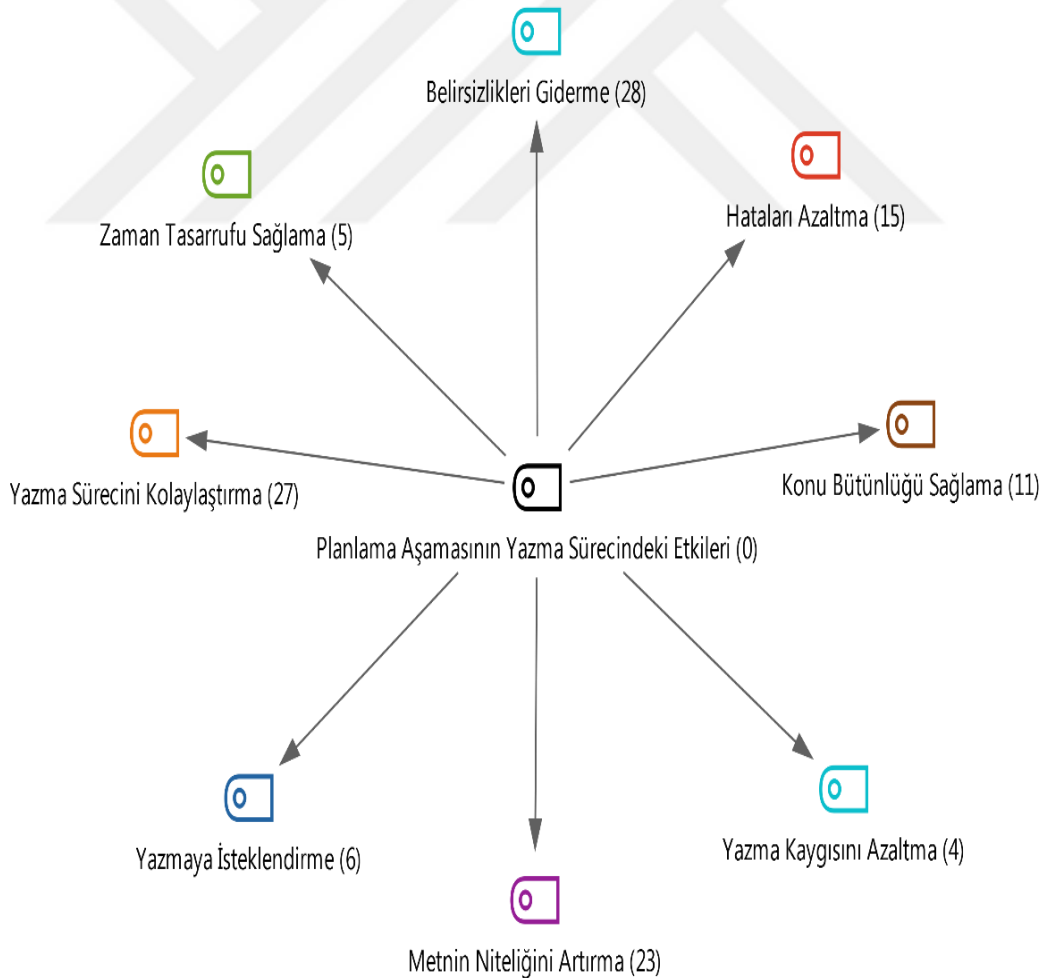 Belirsizlikleri Giderme (28)
Hataları Azaltma (15)
Zaman Tasarrufu Sağlama (5)
Konu Bütünlüğü Sağlama (11)
Yazma Sürecini Kolaylaştırma (27)
Planlama Aşamasının Yazma Sürecindeki Etkileri (0)
Yazmaya İsteklendirme (6)
Yazma Kaygısını Azaltma (4)
Metnin Niteliğini Artırma (23)